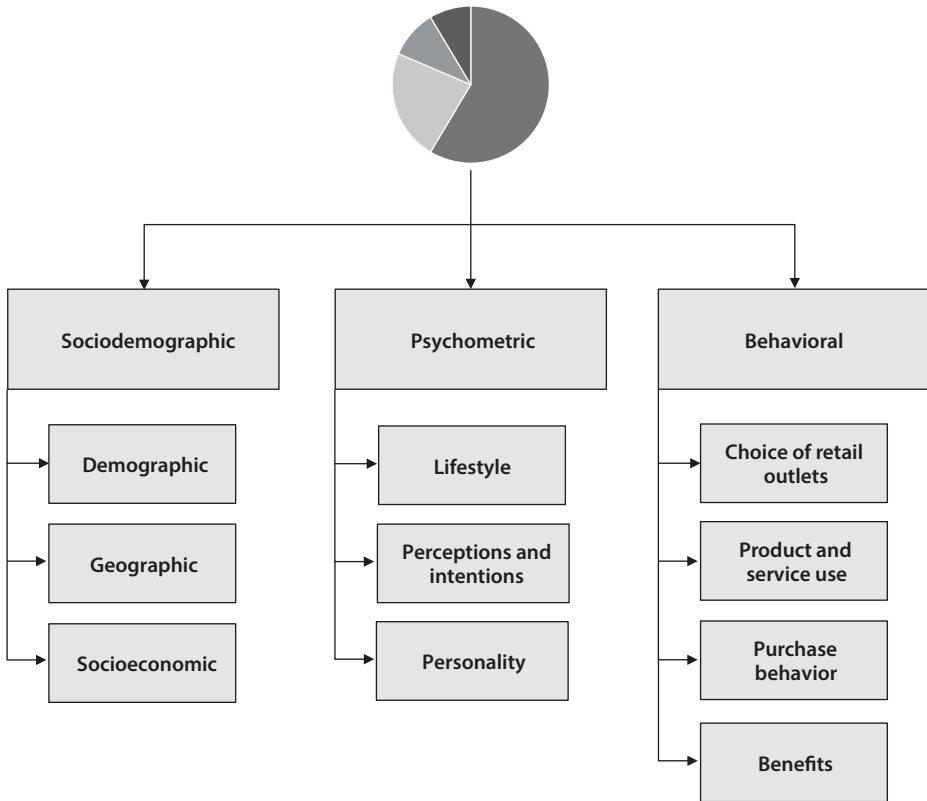 Sociodemographic
Psychometric
Behavioral
Demographic
Geographic
Socioeconomic
Lifestyle
Perceptions and
intentions
Personality
Choice of retail
outlets
Product and
service use
Purchase
behavior
Benefits